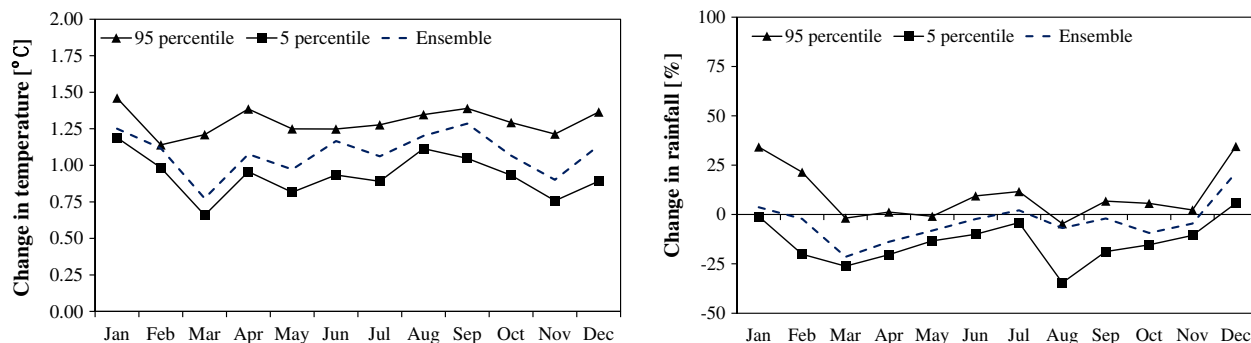 Change in temperature [°C]
2.00
1.75
1.50
1.25
1.00
0.75
0.50
0.25
0.00
95 percentile 5 percentile Ensemble
Jan Feb Mar Apr May Jun Jul Aug Sep Oct Nov Dec
Change in rainfall [%]
100
75
50
25
0
-25
-50
95 percentile 5 percentile Ensemble
Jan Feb Mar Apr May Jun Jul Aug Sep Oct Nov Dec